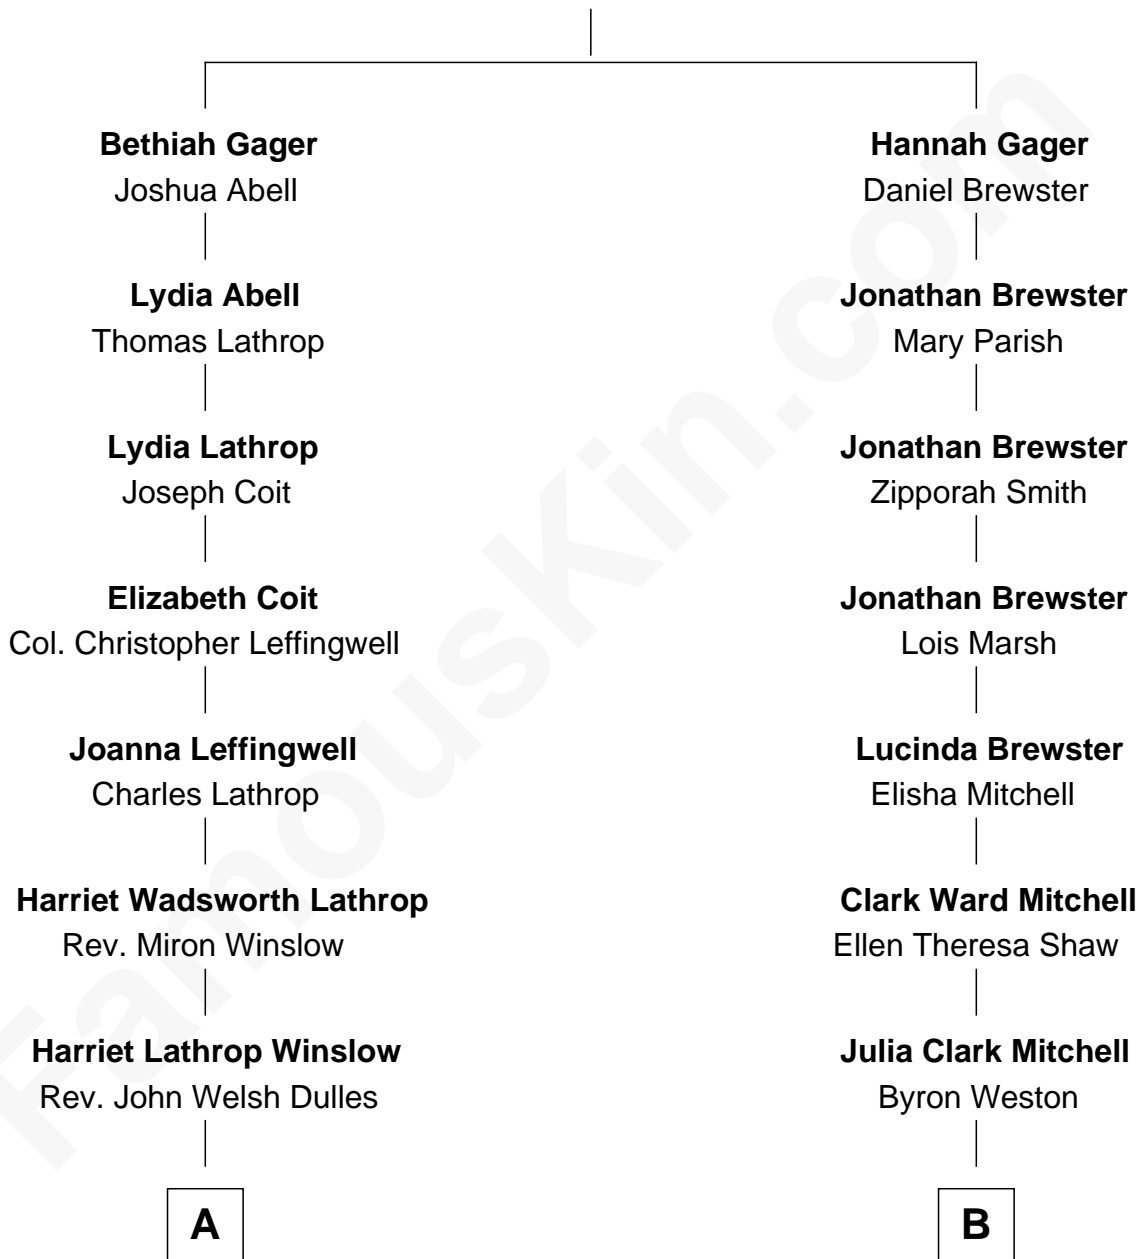 Bethiah Gager
Joshua Abell
Lydia Abell
Thomas Lathrop
Lydia Lathrop
Joseph Coit
Elizabeth Coit
Col. Christopher Leffingwell
Joanna Leffingwell
Charles Lathrop
Harriet Wadsworth Lathrop
Rev. Miron Winslow
Harriet Lathrop Winslow
Rev. John Welsh Dulles
A
Hannah Gager
Daniel Brewster
Jonathan Brewster
Mary Parish
Jonathan Brewster
Zipporah Smith
Jonathan Brewster
Lois Marsh
Lucinda Brewster
Elisha Mitchell
Clark Ward Mitchell
Ellen Theresa Shaw
Julia Clark Mitchell
Byron Weston
B
FamousKin.com